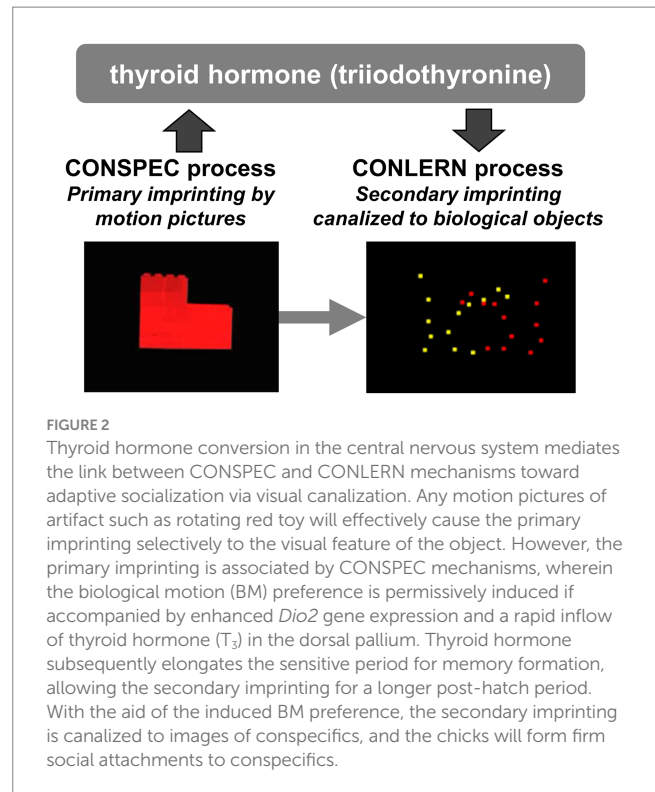 thyroid hormone (triiodothyronine)
CONSPEC process
Primary imprinting by
motion pictures
CONLERN process
Secondary imprinting
canalized to biological objects
FIGURE 2
Thyroid hormone conversion in the central nervous system mediates
the link between CONSPEC and CONLERN mechanisms toward
adaptive socialization via visual canalization. Any motion pictures of
artifact such as rotating red toy will effectively cause the primary
imprinting selectively to the visual feature of the object. However, the
primary imprinting is associated by CONSPEC mechanisms, wherein
the biological motion (BM) preference is permissively induced if
accompanied by enhanced Dio2 gene expression and a rapid inflow
of thyroid hormone (T₃) in the dorsal pallium. Thyroid hormone
subsequently elongates the sensitive period for memory formation,
allowing the secondary imprinting for a longer post-hatch period.
With the aid of the induced BM preference, the secondary imprinting
is canalized to images of conspecifics, and the chicks will form firm
social attachments to conspecifics.